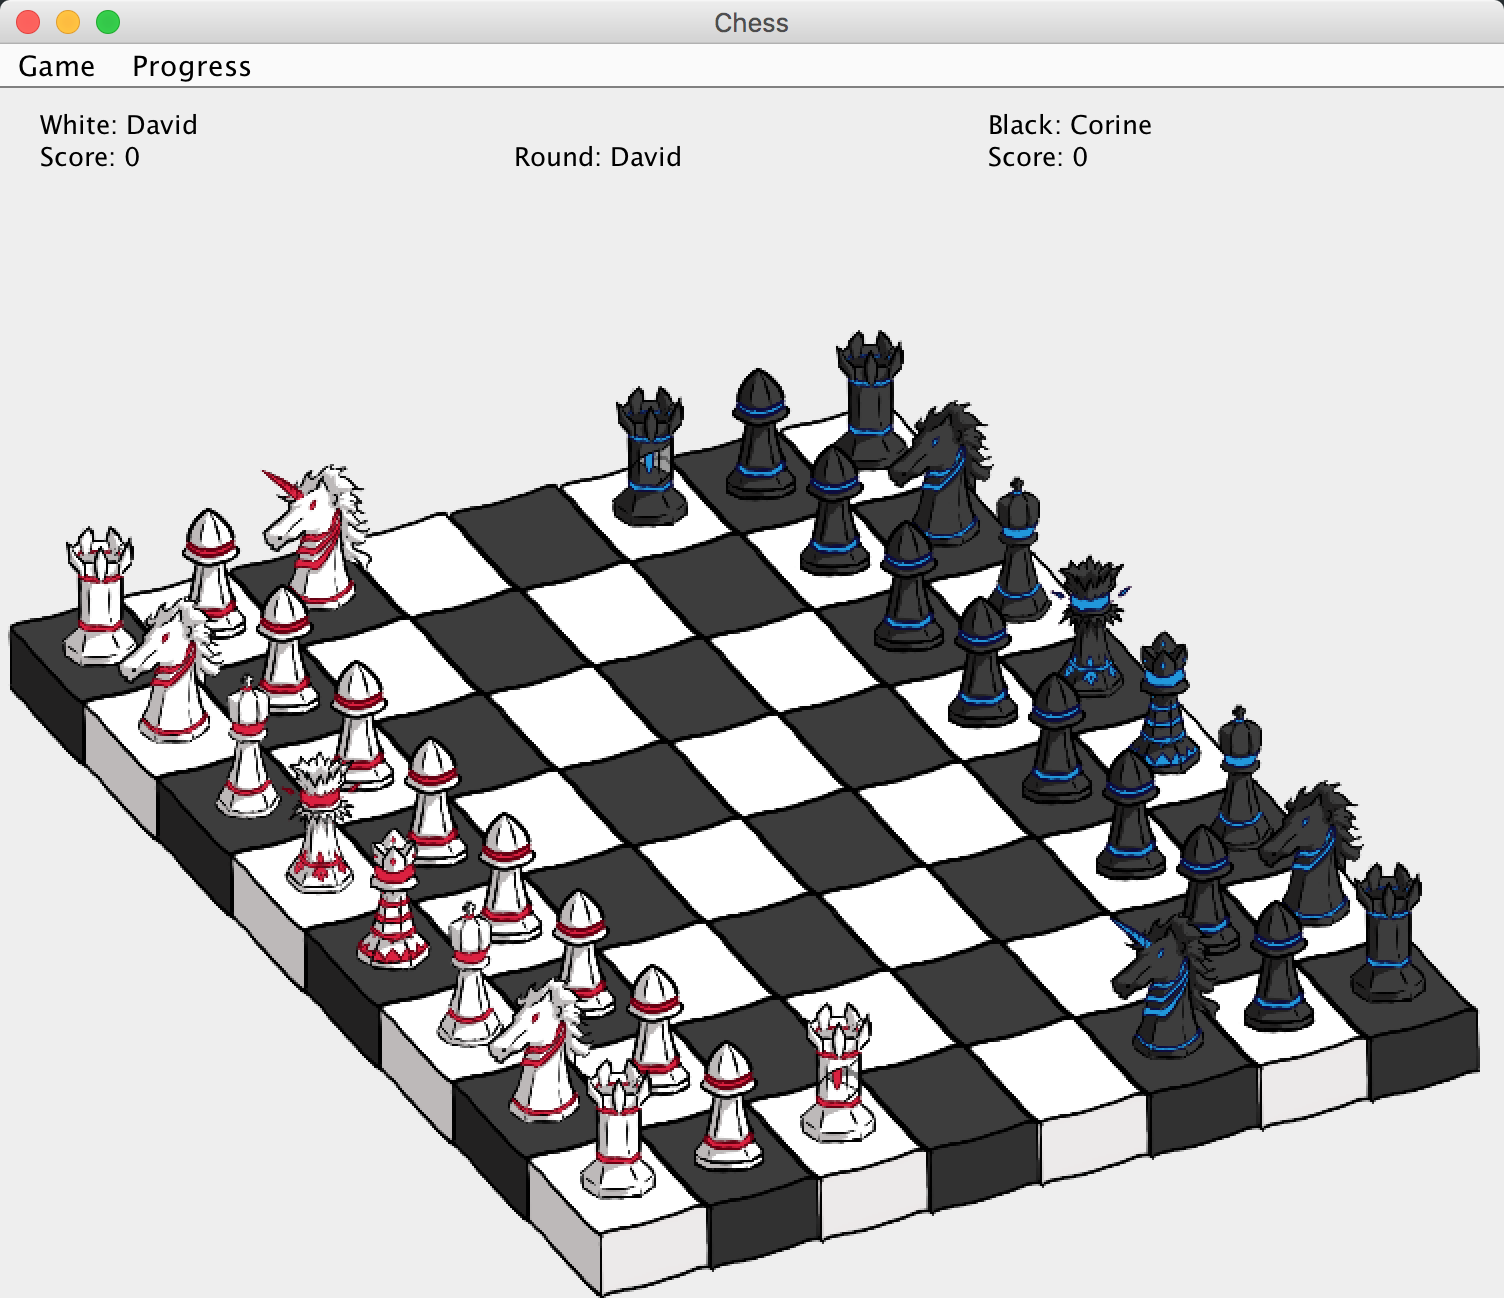 Chess
Game Progress
White: David
Black: Corine
Score: 0
Round: David
Score: 0